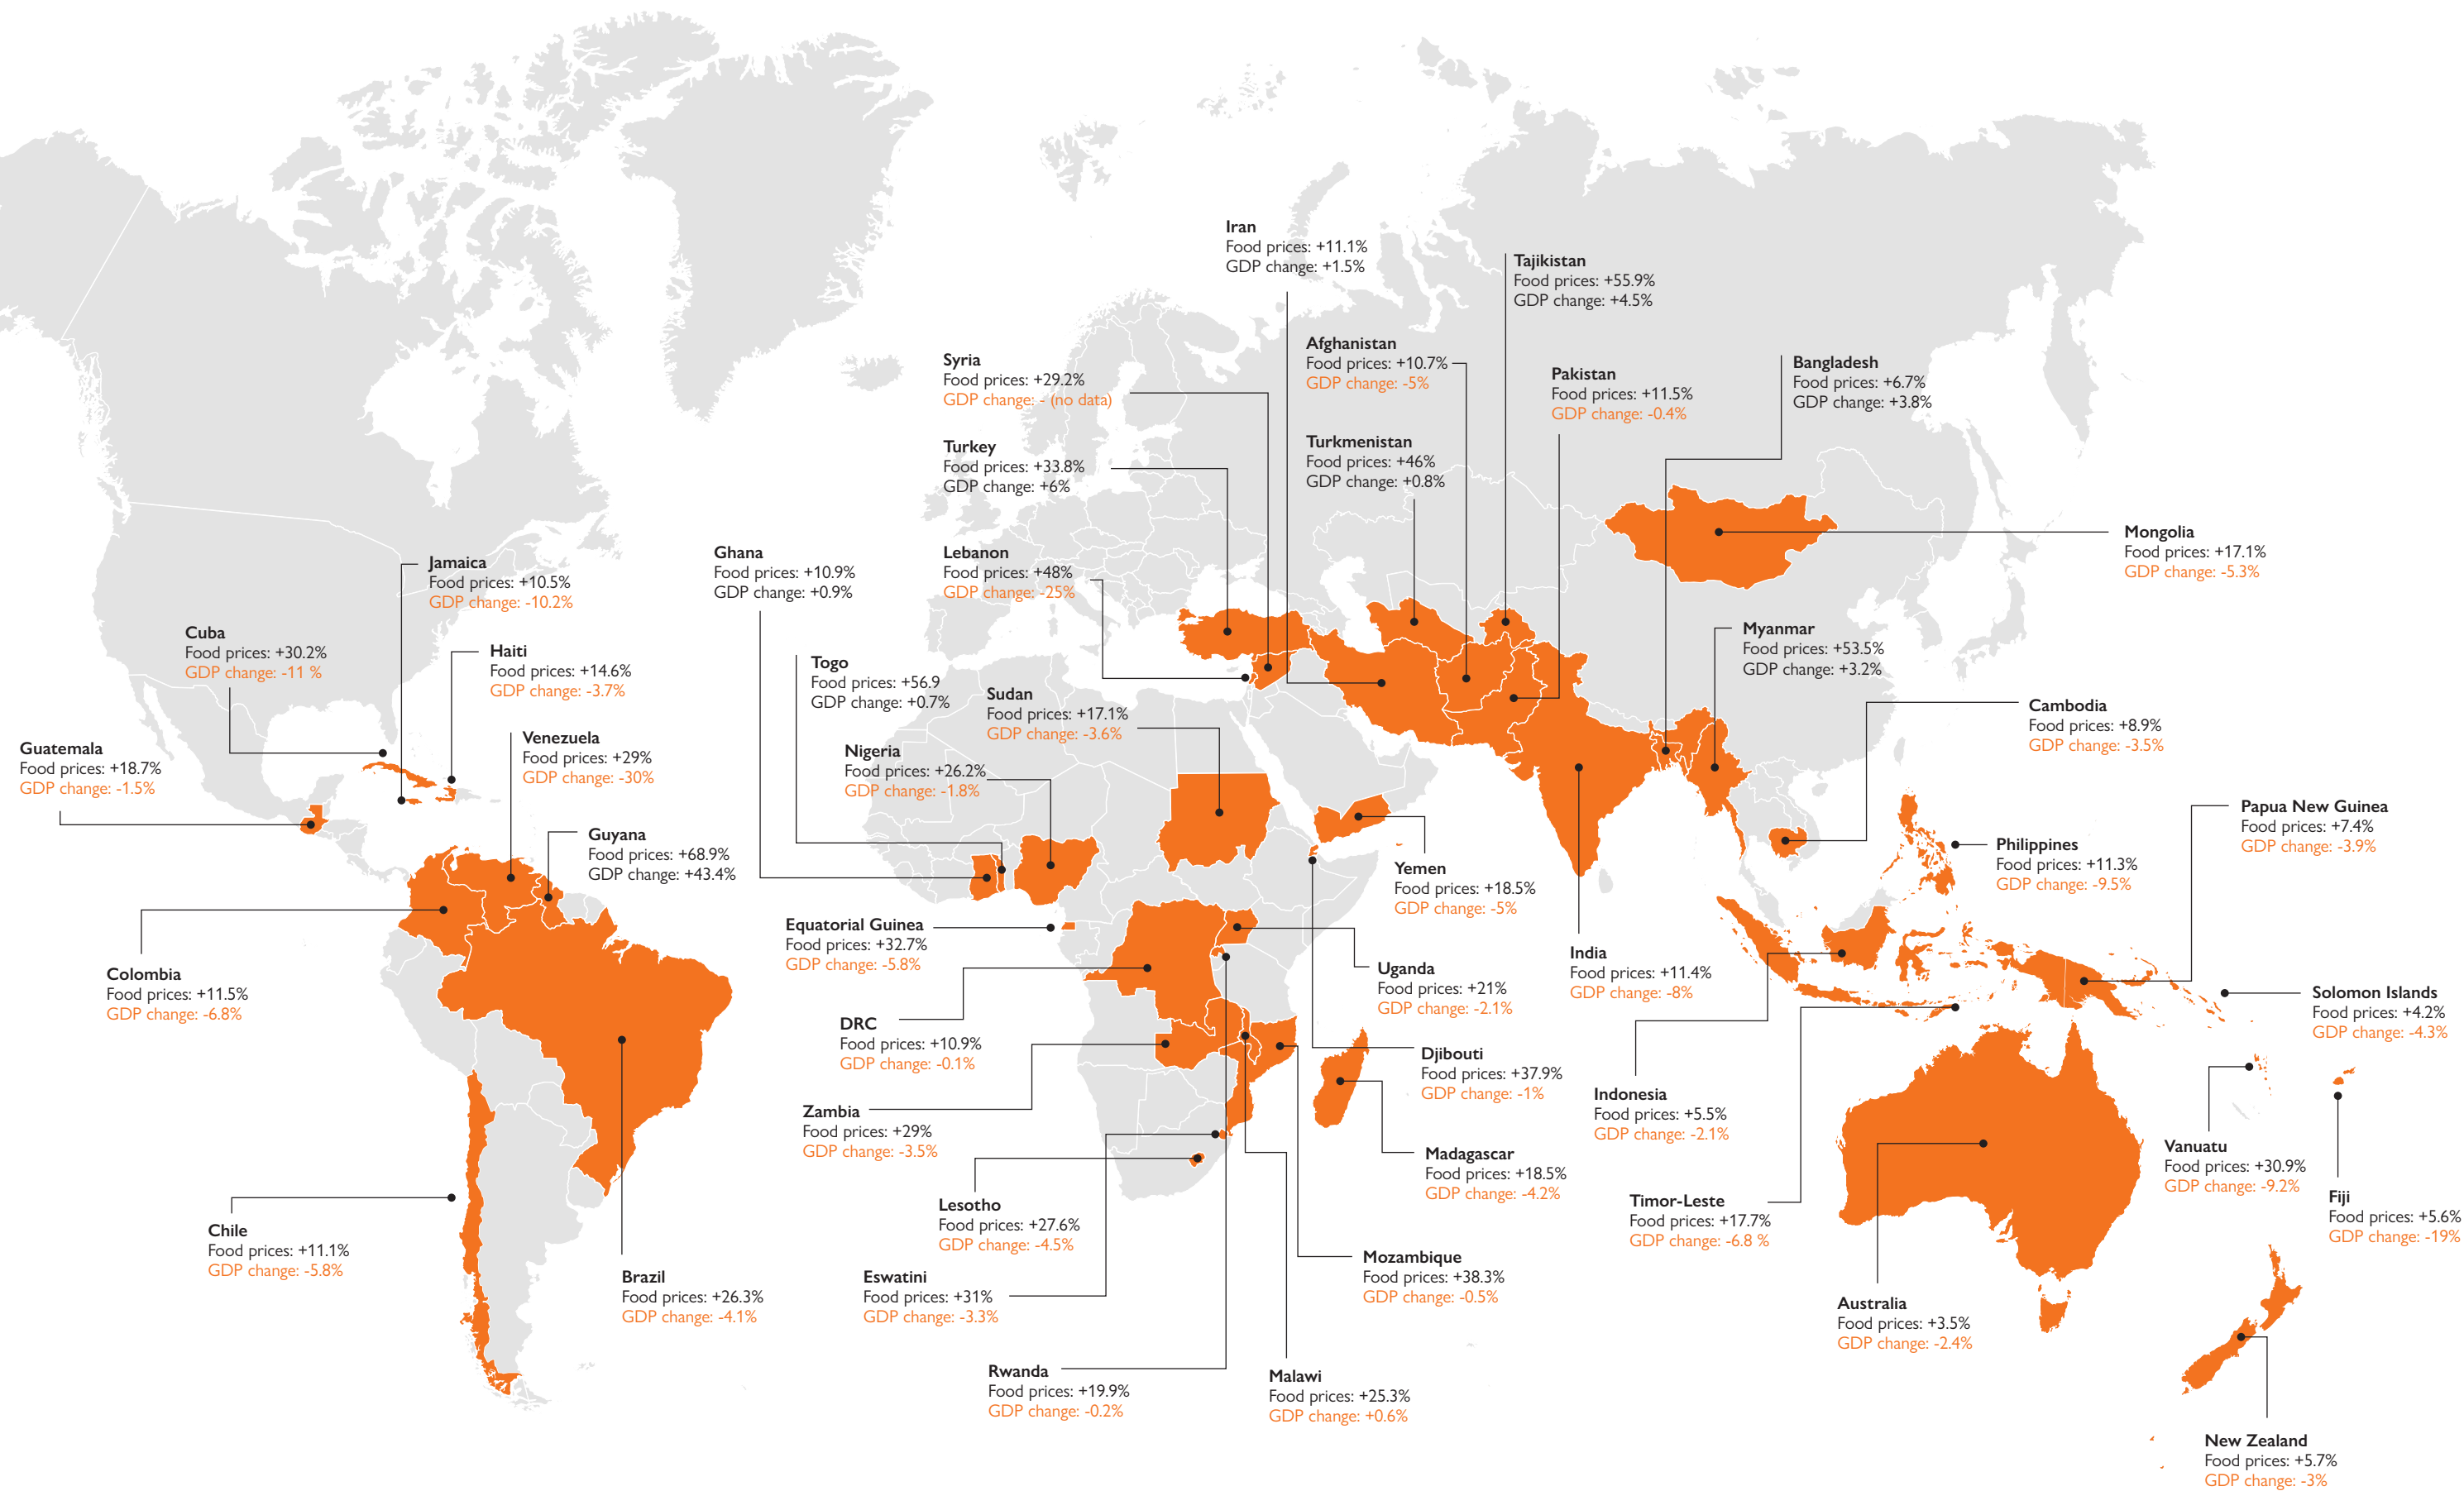 Iran
Food prices: +11.1%
GDP change: +1.5%
Tajikistan
Food prices: +55.9%
GDP change: +4.5%
Afghanistan
Food prices: +10.7%
GDP change: -5%
Syria
Food prices: +29.2%
GDP change: - (no data)
Pakistan
Food prices: +11.5%
GDP change: -0.4%
Bangladesh
Food prices: +6.7%
GDP change: +3.8%
Turkey
Food prices: +33.8%
GDP change: +6%
Turkmenistan
Food prices: +46%
GDP change: +0.8%
Mongolia
Food prices: +17.1%
GDP change: -5.3%
Jamaica
Food prices: +10.5%
GDP change: -10.2%
Ghana
Food prices: +10.9%
GDP change: +0.9%
Lebanon
Food prices: +48%
GDP change: -25%
Cuba
Food prices: +30.2%
GDP change: -11 %
Haiti
Food prices: +14.6%
GDP change: -3.7%
Togo
Food prices: +56.9
GDP change: +0.7%
Sudan
Food prices: +17.1%
GDP change: -3.6%
Myanmar
Food prices: +53.5%
GDP change: +3.2%
Cambodia
Food prices: +8.9%
GDP change: -3.5%
Guatemala
Food prices: +18.7%
GDP change: -1.5%
Venezuela
Food prices: +29%
GDP change: -30%
Nigeria
Food prices: +26.2%
GDP change: -1.8%
Guyana
Food prices: +68.9%
GDP change: +43.4%
Yemen
Food prices: +18.5%
GDP change: -5%
Philippines
Food prices: +11.3%
GDP change: -9.5%
Papua New Guinea
Food prices: +7.4%
GDP change: -3.9%
Colombia
Food prices: +11.5%
GDP change: -6.8%
Equatorial Guinea
Food prices: +32.7%
GDP change: -5.8%
Uganda
Food prices: +21%
GDP change: -2.1%
India
Food prices: +11.4%
GDP change: -8%
Solomon Islands
Food prices: +4.2%
GDP change: -4.3%
DRC
Food prices: +10.9%
GDP change: -0.1%
Djibouti
Food prices: +37.9%
GDP change: -1%
Indonesia
Food prices: +5.5%
GDP change: -2.1%
Zambia
Food prices: +29%
GDP change: -3.5%
Madagascar
Food prices: +18.5%
GDP change: -4.2%
Vanuatu
Food prices: +30.9%
GDP change: -9.2%
Lesotho
Food prices: +27.6%
GDP change: -4.5%
Timor-Leste
Food prices: +17.7%
GDP change: -6.8 %
Fiji
Food prices: +5.6%
GDP change: -19%
Chile
Food prices: +11.1%
GDP change: -5.8%
Brazil
Food prices: +26.3%
GDP change: -4.1%
Eswatini
Food prices: +31%
GDP change: -3.3%
Mozambique
Food prices: +38.3%
GDP change: -0.5%
Australia
Food prices: +3.5%
GDP change: -2.4%
Rwanda
Food prices: +19.9%
GDP change: -0.2%
Malawi
Food prices: +25.3%
GDP change: +0.6%
New Zealand
Food prices: +5.7%
GDP change: -3%